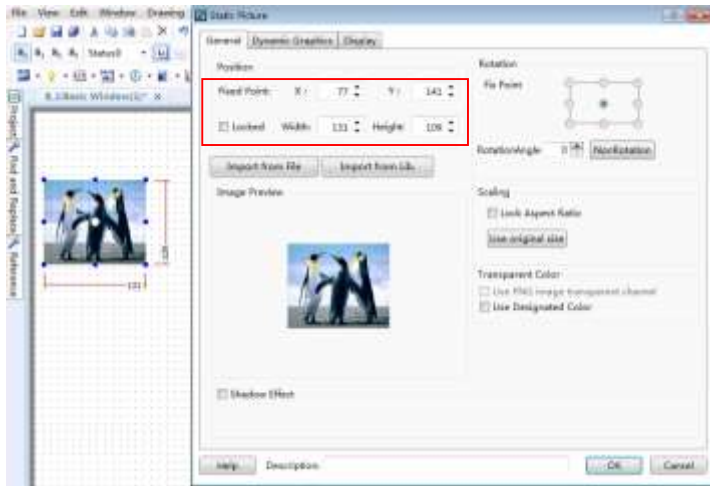 File View Edit Window Drawing
Static Picture
General Dynamic Graphics Display
Position
Fixed Point: X: 77 Y: 141
Locked Width: 131 Height:
Import from File Import from Lib.
Image Preview
Shadow Effect
Help Description
OK Cancel
Rotation
Fix Point
RotationAngle 0 NonRotation
Scaling
Lock Aspect Ratio
Use original size
Transparent Color
Use PNG image transparent channel
Use Designated Color
Status0
Project
Find and Replace
Reference
131